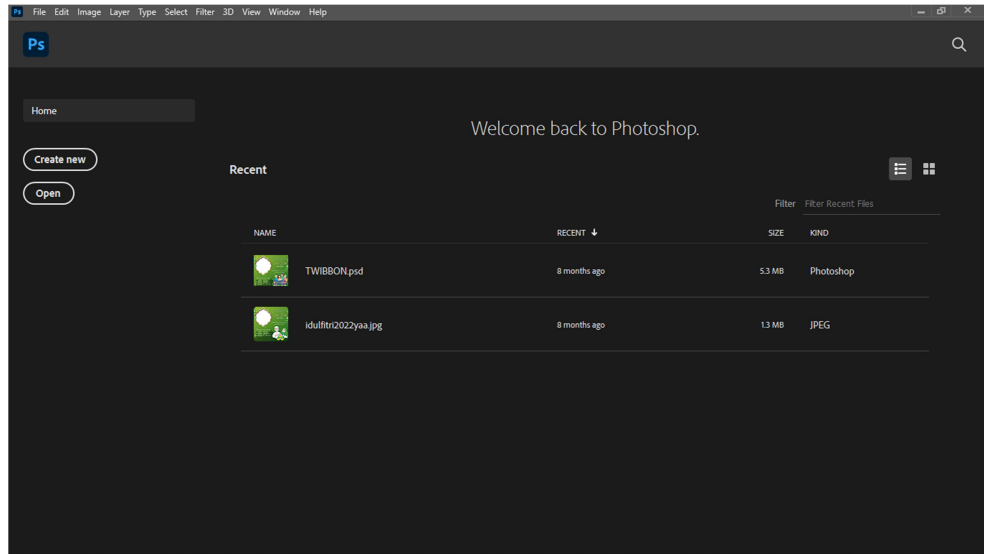 Ps File Edit Image Layer Type Select Filter 3D View Window Help
Ps
Home
Welcome back to Photoshop.
Create new
Recent
Open
Filter Filter Recent Files
NAME RECENT SIZE KIND
TWIBBON.psd 8 months ago 5.3 MB Photoshop
idulfitri2022yaa.jpg 8 months ago 1.3 MB JPEG